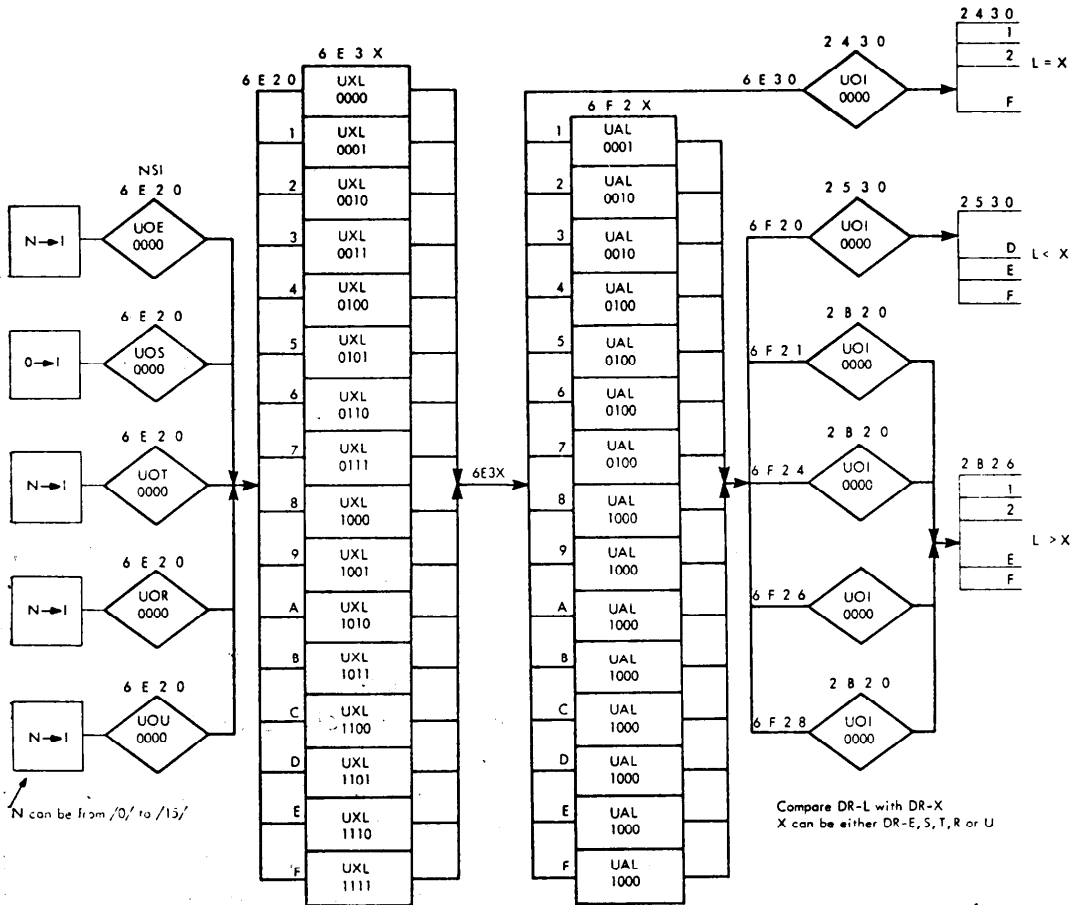 N→I
NSI
6 E 2 0
UOE
0000
0→I
6 E 2 0
UOS
0000
N→I
6 E 2 0
UOT
0000
N→I
6 E 2 0
UOR
0000
N→I
6 E 2 0
UOU
0000
N can be from /0/ to /15/
6 E 3 X
6 E 2 0
UXL
0000
1
UXL
0001
2
UXL
0010
3
UXL
0011
4
UXL
0100
5
UXL
0101
6
UXL
0110
7
UXL
0111
8
UXL
1000
9
UXL
1001
A
UXL
1010
B
UXL
1011
C
UXL
1100
D
UXL
1101
E
UXL
1110
F
UXL
1111
6E3X
6 F 2 X
1
UAL
0001
2
UAL
0010
3
UAL
0010
4
UAL
0100
5
UAL
0100
6
UAL
0100
7
UAL
0100
8
UAL
1000
9
UAL
1000
A
UAL
1000
B
UAL
1000
C
UAL
1000
D
UAL
1000
E
UAL
1000
F
UAL
1000
6 E 3 0
2 4 3 0
UOI
0000
2 4 3 0
1
2
F
L = X
6 F 2 0
2 5 3 0
UOI
0000
2 5 3 0
D
E
F
L < X
6 F 2 1
2 B 2 0
UOI
0000
6 F 2 4
2 B 2 0
UOI
0000
6 F 2 6
UOI
0000
6 F 2 8
2 B 2 0
UOI
0000
2 B 2 6
1
2
E
F
L > X
Compare DR-L with DR-X
X can be either DR-E, S, T, R or U